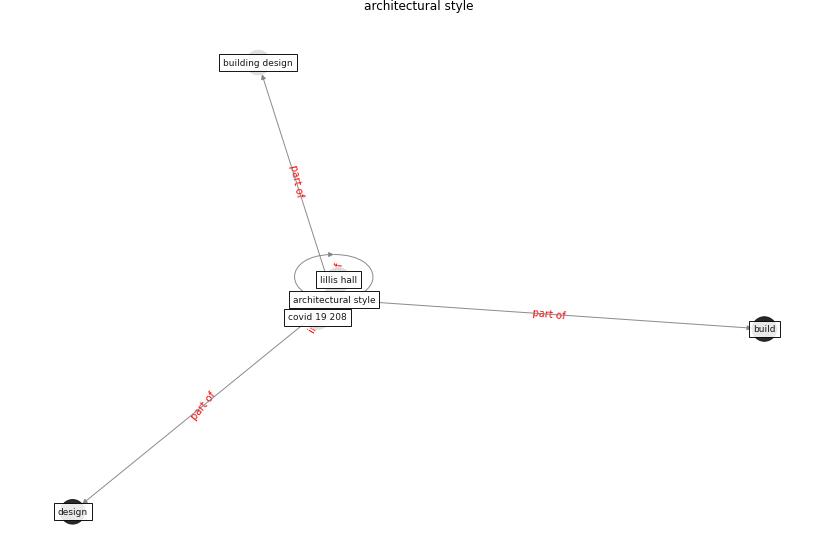 architectural style
building design
part of
lillis hall
architectural style
covid 19 208
part of
build
part of
design